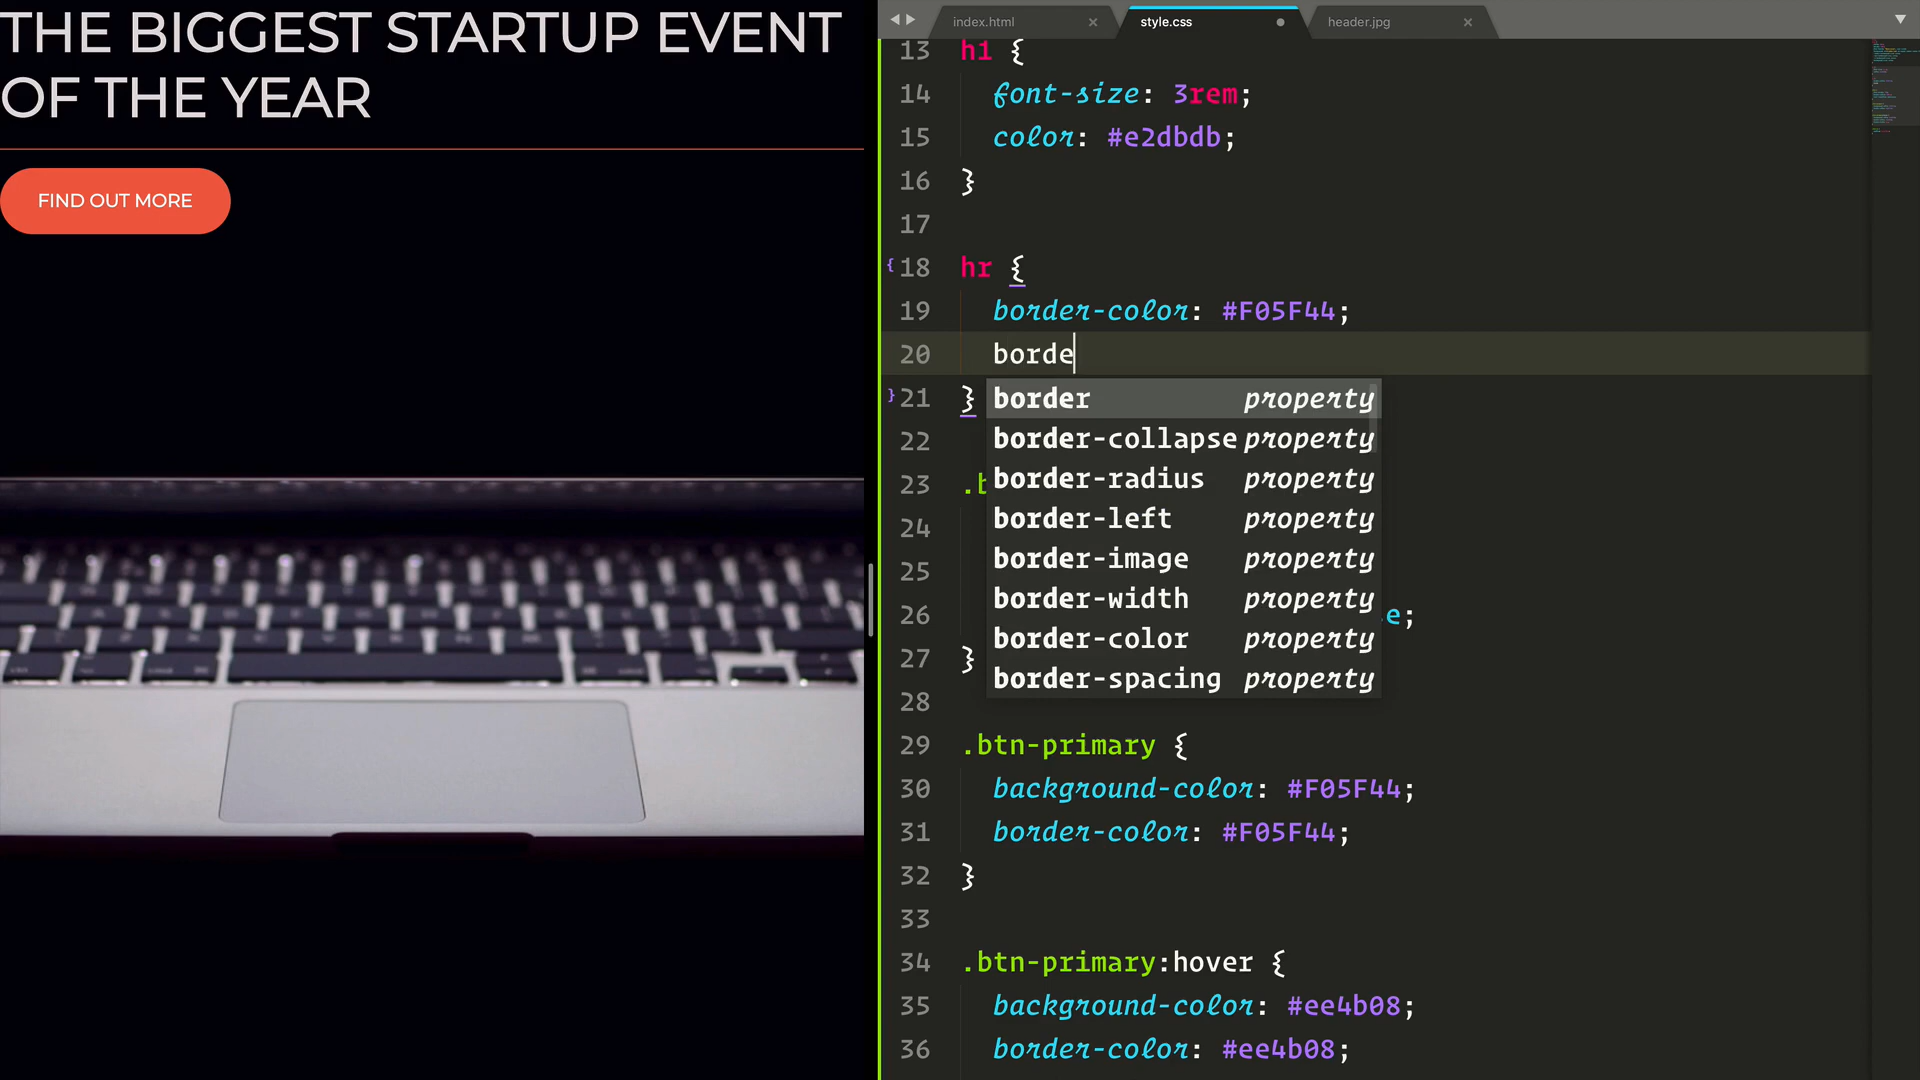 THE BIGGEST STARTUP EVENT
OF THE YEAR
FIND OUT MORE
index.html ×
style.css
header.jpg ×
13 h1 {
14 font-size: 3rem;
15 color: #e2dbdb;
16 }
17
{ 18 hr {
19 border-color: #F05F44;
20 borde
} 21 }
border property
border-collapse property
border-radius property
border-left property
border-image property
border-width property
border-color property
border-spacing property
22
23 .b
24
25
26 e;
27 }
28
29 .btn-primary {
30 background-color: #F05F44;
31 border-color: #F05F44;
32 }
33
34 .btn-primary:hover {
35 background-color: #ee4b08;
36 border-color: #ee4b08;